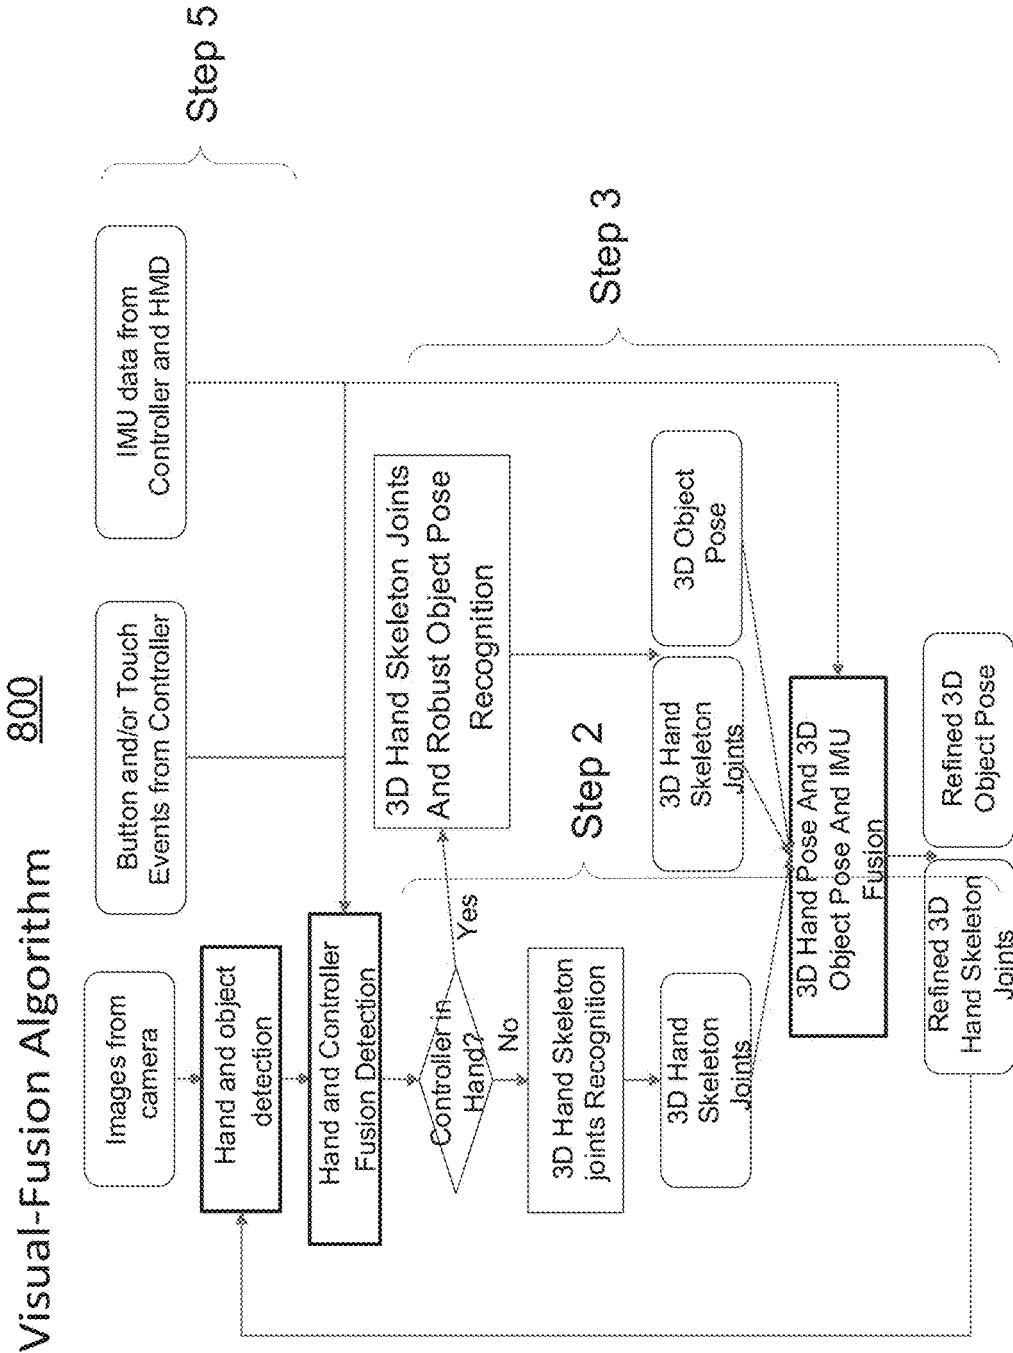 Visual-Fusion Algorithm
800
Images from
camera
Button and/or Touch
Events from Controller
IMU data from
Controller and HMD
Step 5
Hand and object
detection
Hand and Controller
Fusion Detection
Controller in
Hand?
Yes
No
3D Hand Skeleton Joints
And Robust Object Pose
Recognition
Step 3
3D Hand Skeleton
joints Recognition
Step 2
3D Hand
Skeleton
Joints
3D Hand
Skeleton
Joints
3D Object
Pose
3D Hand Pose And 3D
Object Pose And IMU
Fusion
Refined 3D
Hand Skeleton
Joints
Refined 3D
Object Pose